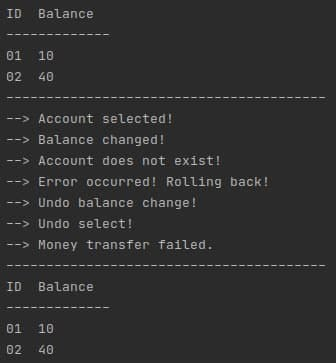 ID  Balance
-------------
01  10
02  40
----------------------------------------
--> Account selected!
--> Balance changed!
--> Account does not exist!
--> Error occurred! Rolling back!
--> Undo balance change!
--> Undo select!
--> Money transfer failed.
----------------------------------------
ID  Balance
-------------
01  10
02  40